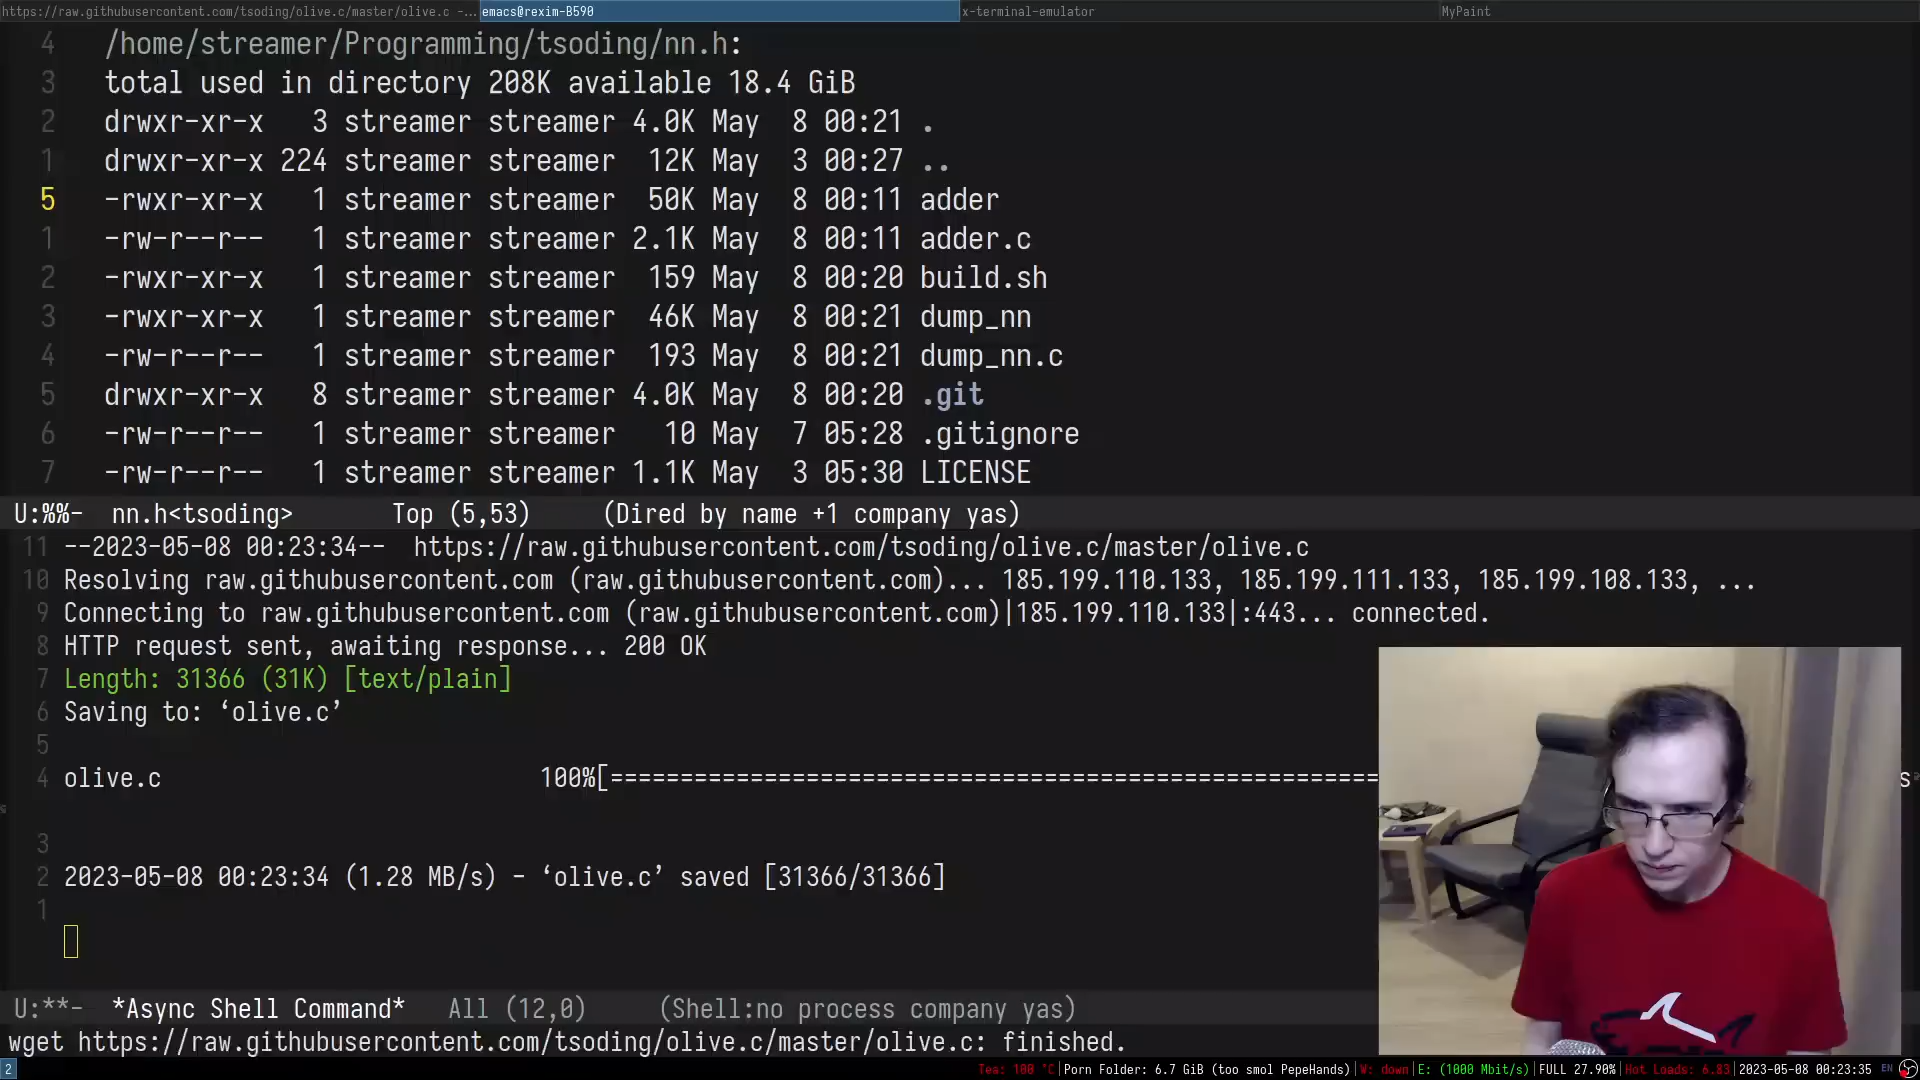 https://raw.githubusercontent.com/tsoding/olive.c/master/olive.c -... emacs@rexim-B590 x-terminal-emulator MyPaint
4 /home/streamer/Programming/tsoding/nn.h:
3 total used in directory 208K available 18.4 GiB
2 drwxr-xr-x 3 streamer streamer 4.0K May 8 00:21 .
1 drwxr-xr-x 224 streamer streamer 12K May 3 00:27 ..
5 -rwxr-xr-x 1 streamer streamer 50K May 8 00:11 adder
1 -rw-r--r-- 1 streamer streamer 2.1K May 8 00:11 adder.c
2 -rwxr-xr-x 1 streamer streamer 159 May 8 00:20 build.sh
3 -rwxr-xr-x 1 streamer streamer 46K May 8 00:21 dump_nn
4 -rw-r--r-- 1 streamer streamer 193 May 8 00:21 dump_nn.c
5 drwxr-xr-x 8 streamer streamer 4.0K May 8 00:20 .git
6 -rw-r--r-- 1 streamer streamer 10 May 7 05:28 .gitignore
7 -rw-r--r-- 1 streamer streamer 1.1K May 3 05:30 LICENSE
U:%%- nn.h<tsoding> Top (5,53) (Dired by name +1 company yas)
11 --2023-05-08 00:23:34-- https://raw.githubusercontent.com/tsoding/olive.c/master/olive.c
10 Resolving raw.githubusercontent.com (raw.githubusercontent.com)... 185.199.110.133, 185.199.111.133, 185.199.108.133, ...
9 Connecting to raw.githubusercontent.com (raw.githubusercontent.com)|185.199.110.133|:443... connected.
8 HTTP request sent, awaiting response... 200 OK
7 Length: 31366 (31K) [text/plain]
6 Saving to: ‘olive.c’
5
4 olive.c 100%[================================================= s
3
2 2023-05-08 00:23:34 (1.28 MB/s) - ‘olive.c’ saved [31366/31366]
1
U:**- *Async Shell Command* All (12,0) (Shell:no process company yas)
wget https://raw.githubusercontent.com/tsoding/olive.c/master/olive.c: finished.
2 Tea: 100 °C|Porn Folder: 6.7 GiB (too smol PepeHands)|W: down|E: (1000 Mbit/s)|FULL 27.90%|Hot Loads: 6.83|2023-05-08 00:23:35 EN